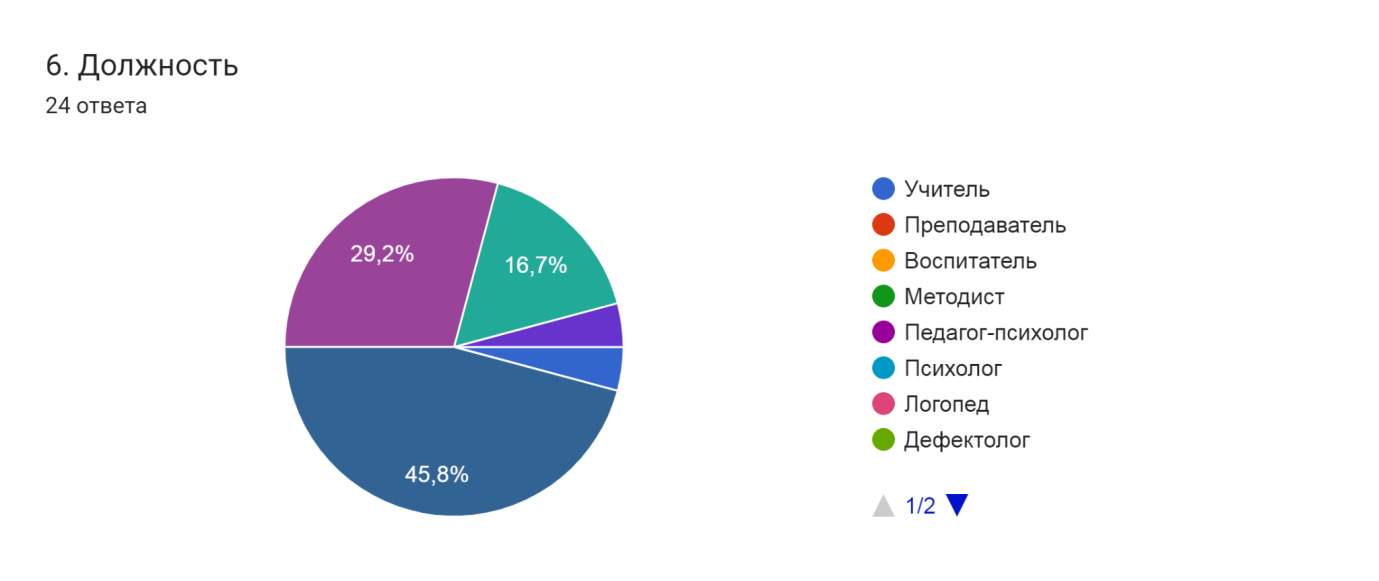 6. Должность
24 ответа
29,2%
16,7%
45,8%
Учитель
Преподаватель
Воспитатель
Методист
Педагог-психолог
Психолог
Логопед
Дефектолог
1/2